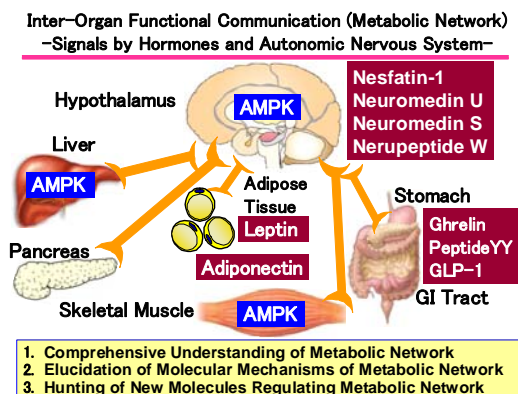 Inter-Organ Functional Communication (Metabolic Network)
-Signals by Hormones and Autonomic Nervous System-
Hypothalamus
AMPK
Nesfatin-1
Neuromedin U
Neuromedin S
Nerupeptide W
Liver
AMPK
Adipose
Tissue
Leptin
Adiponectin
Stomach
Ghrelin
PeptideYY
GLP-1
GI Tract
Pancreas
Skeletal Muscle
AMPK
1. Comprehensive Understanding of Metabolic Network
2. Elucidation of Molecular Mechanisms of Metabolic Network
3. Hunting of New Molecules Regulating Metabolic Network